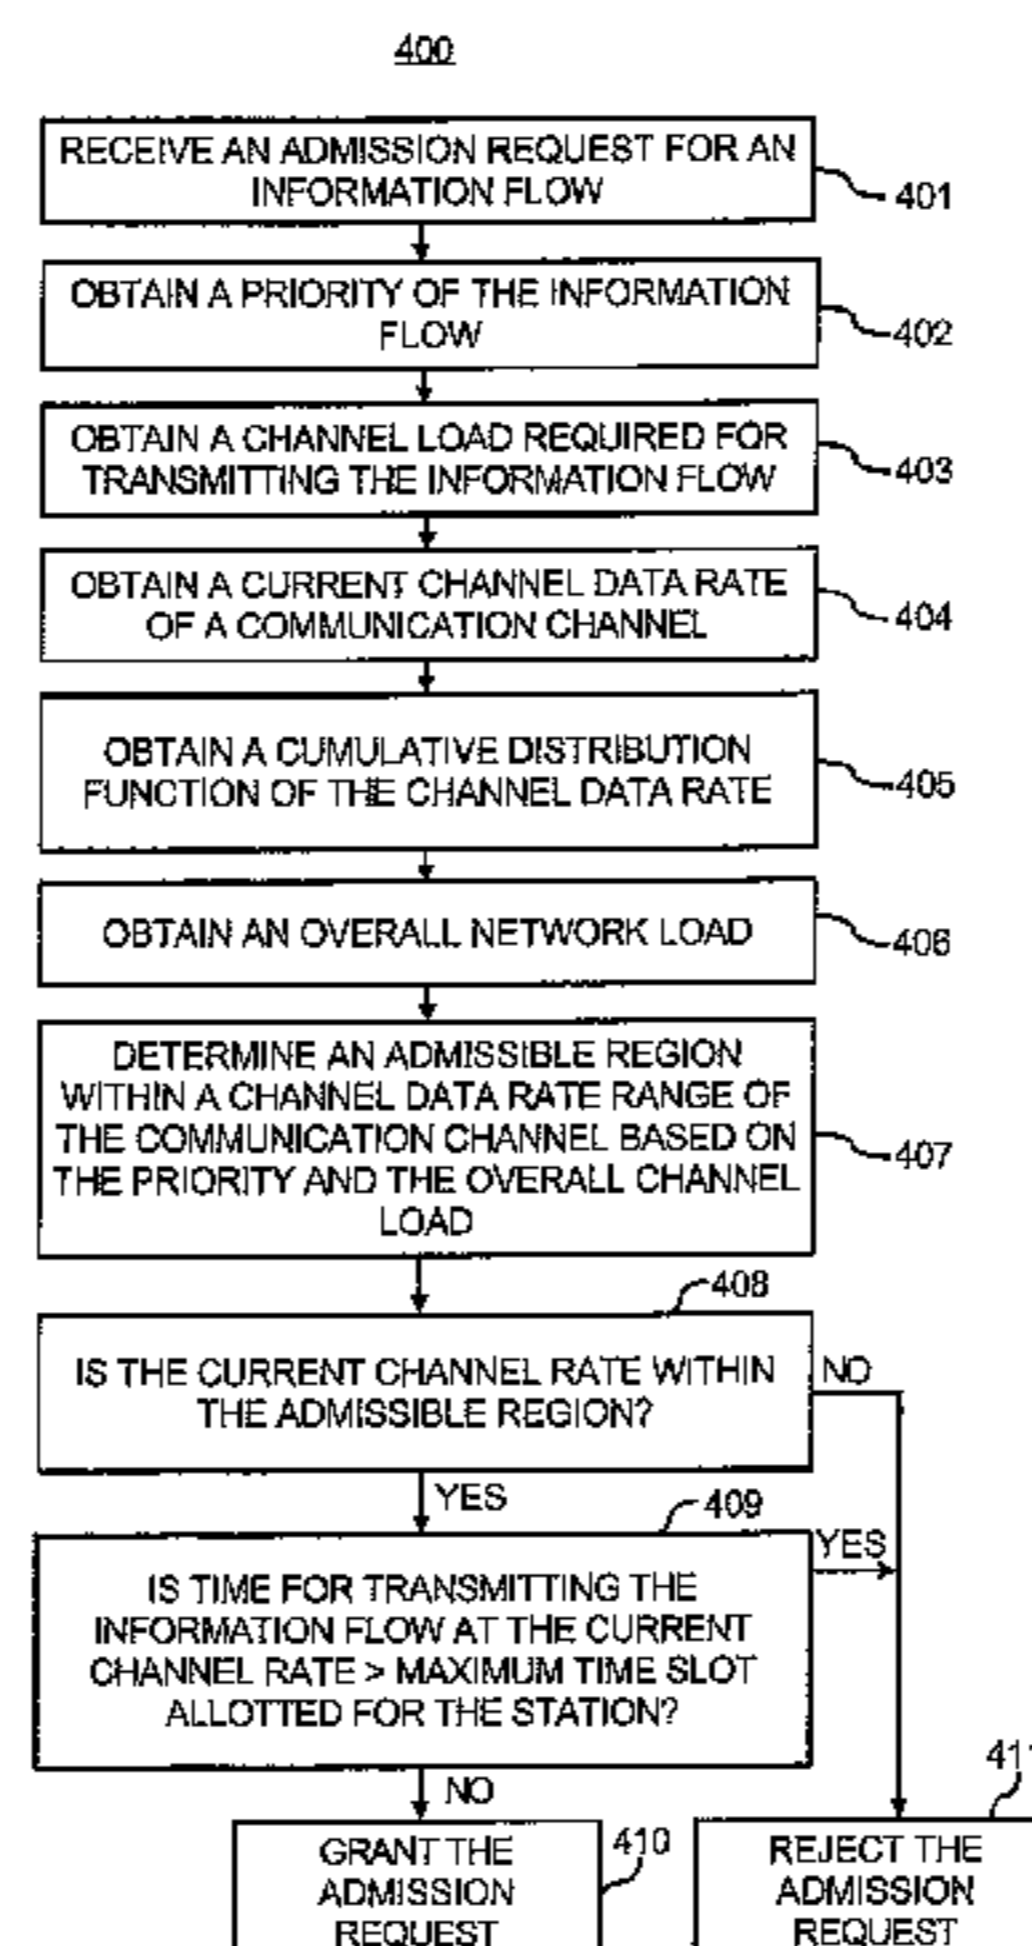 400
RECEIVE AN ADMISSION REQUEST FOR AN
INFORMATION FLOW
401
OBTAIN A PRIORITY OF THE INFORMATION
FLOW
402
OBTAIN A CHANNEL LOAD REQUIRED FOR
TRANSMITTING THE INFORMATION FLOW
403
OBTAIN A CURRENT CHANNEL DATA RATE
OF A COMMUNICATION CHANNEL
404
OBTAIN A CUMULATIVE DISTRIBUTION
FUNCTION OF THE CHANNEL DATA RATE
405
OBTAIN AN OVERALL NETWORK LOAD
406
DETERMINE AN ADMISSIBLE REGION
WITHIN A CHANNEL DATA RATE RANGE OF
THE COMMUNICATION CHANNEL BASED ON
THE PRIORITY AND THE OVERALL CHANNEL
LOAD
407
408
IS THE CURRENT CHANNEL RATE WITHIN
THE ADMISSIBLE REGION?
NO
YES
409
IS TIME FOR TRANSMITTING THE
INFORMATION FLOW AT THE CURRENT
CHANNEL RATE > MAXIMUM TIME SLOT
ALLOTTED FOR THE STATION?
YES
NO
GRANT THE
ADMISSION
REQUEST
410
411
REJECT THE
ADMISSION
REQUEST